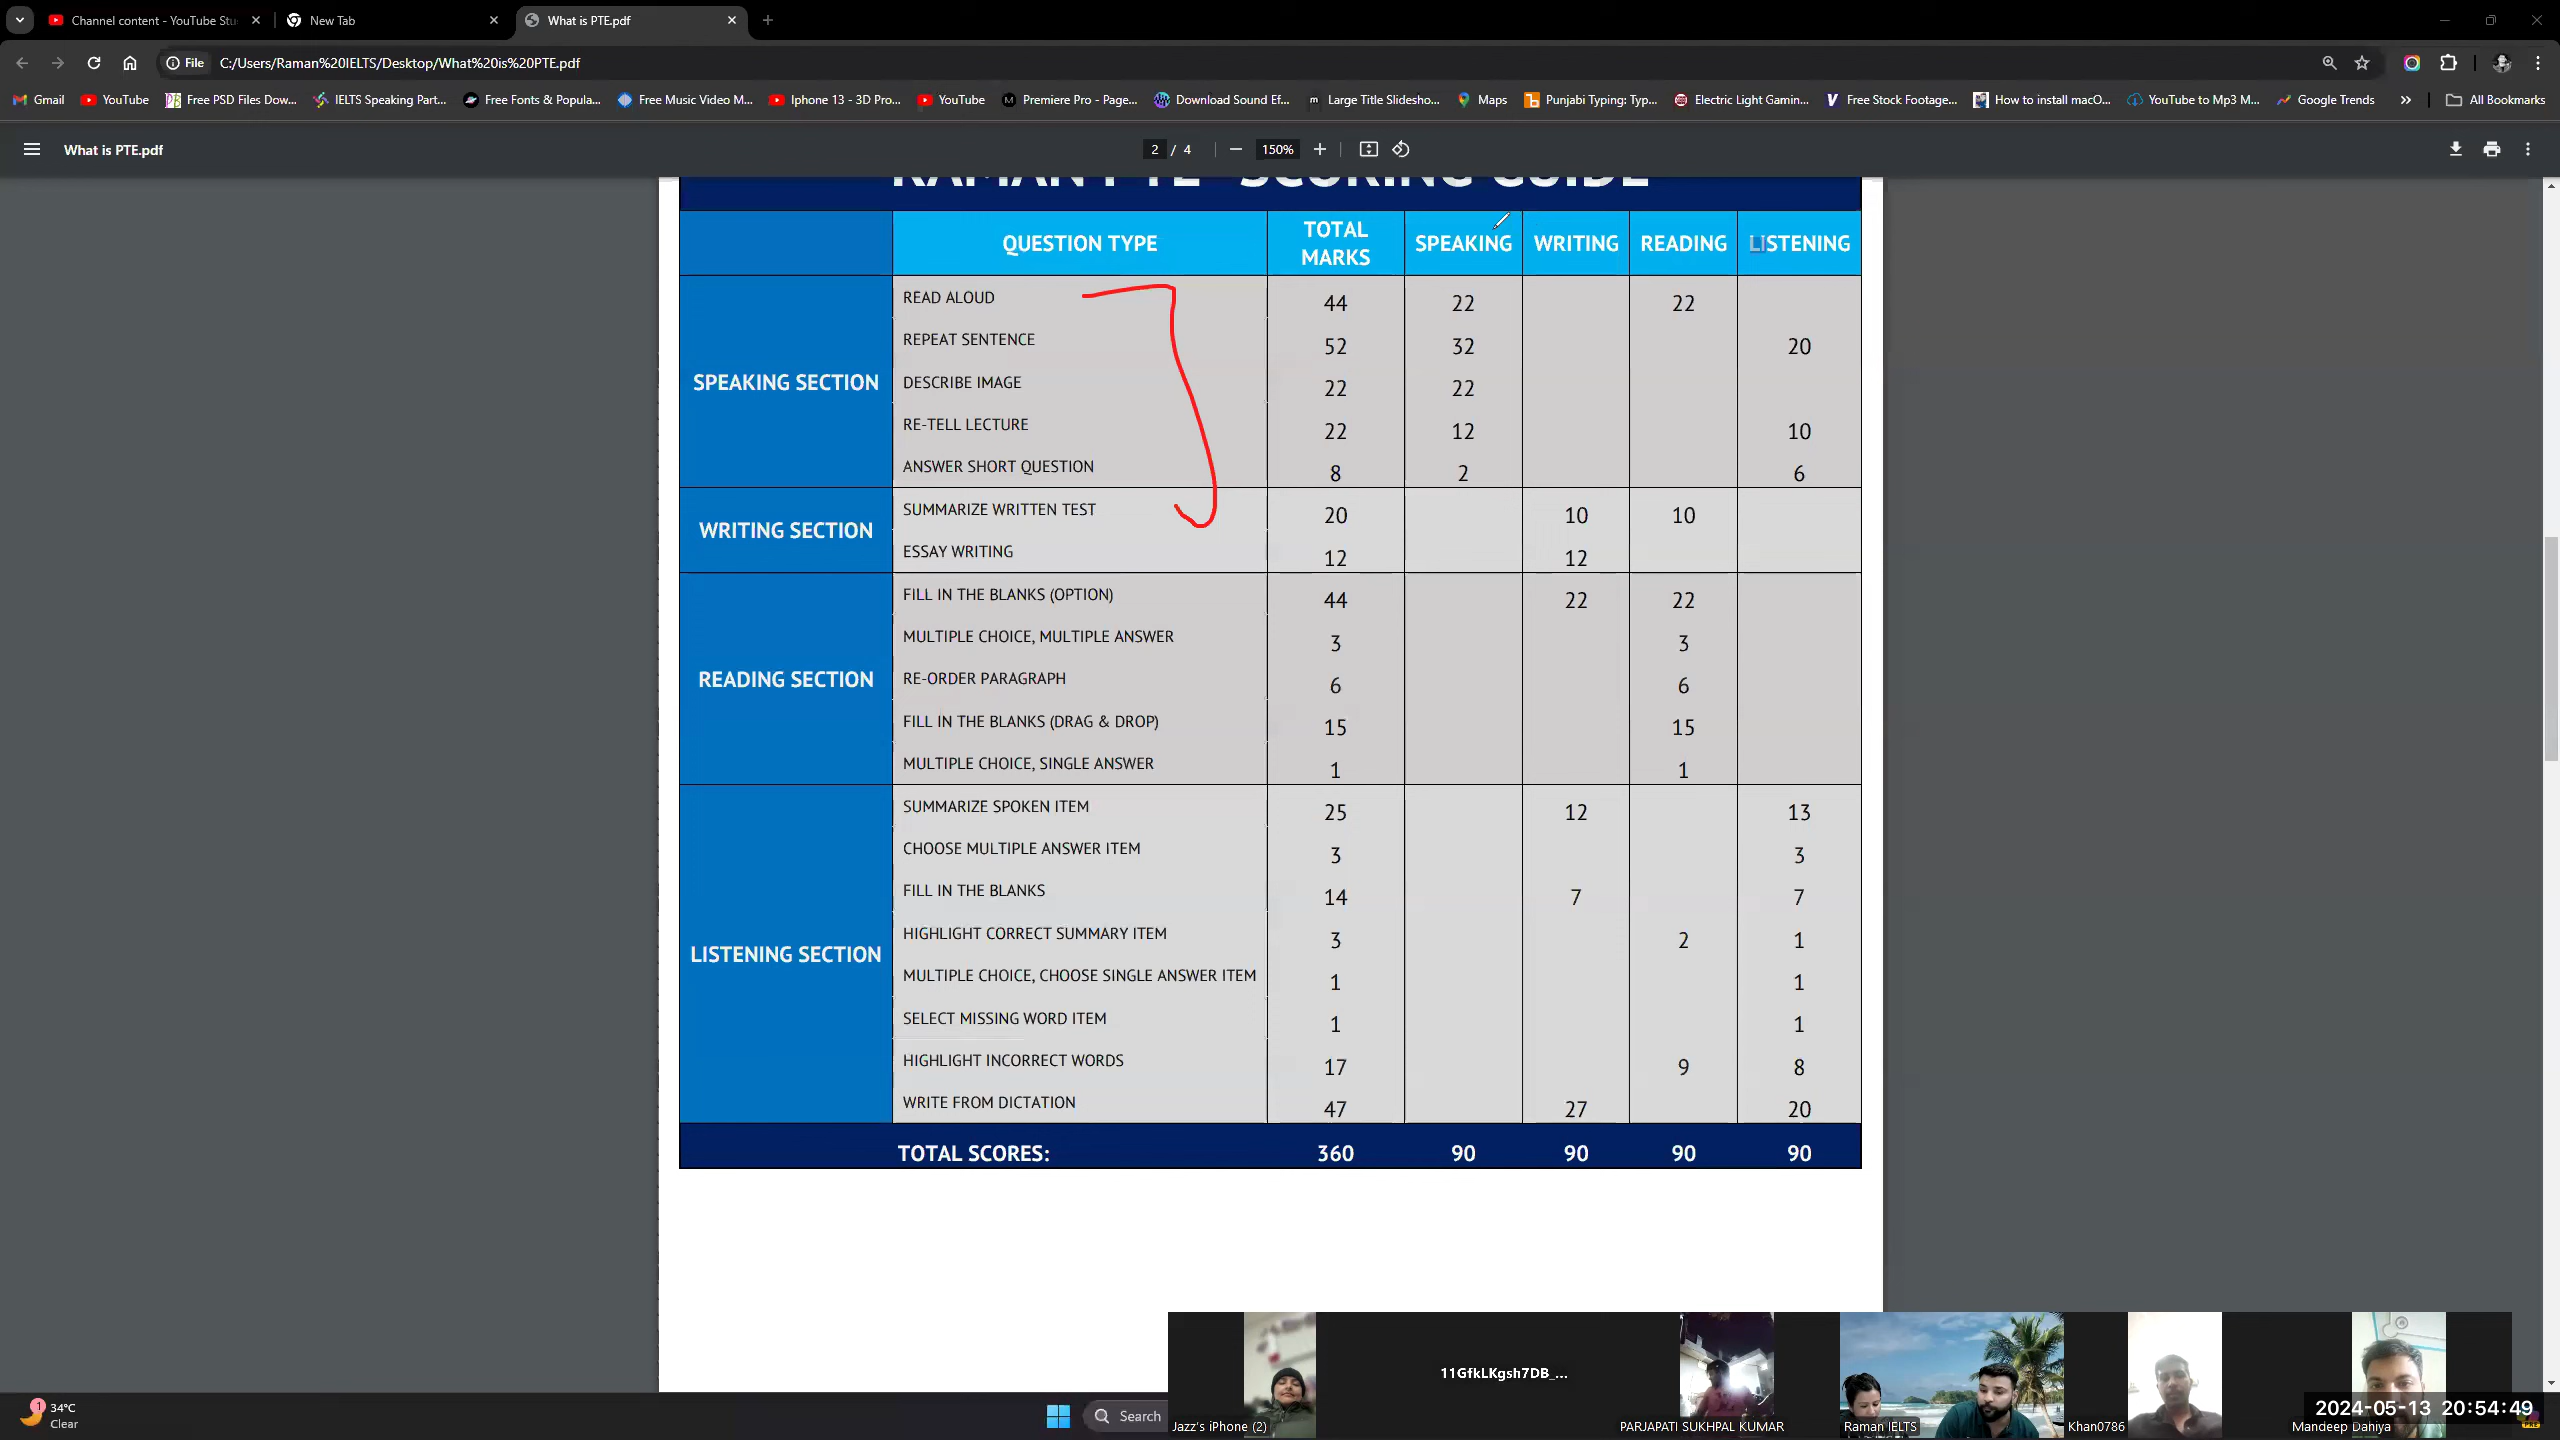 Channel content - YouTube Stu
New Tab
What is PTE.pdf
File C:/Users/Raman%20IELTS/Desktop/What%20is%20PTE.pdf
Gmail YouTube Free PSD Files Dow... IELTS Speaking Part... Free Fonts & Popula... Free Music Video M... Iphone 13 - 3D Pro... YouTube Premiere Pro - Page... Download Sound Ef... Large Title Slidesho... Maps Punjabi Typing: Typ... Electric Light Gamin... Free Stock Footage... How to install macO... YouTube to Mp3 M... Google Trends » All Bookmarks
What is PTE.pdf 2 / 4 150%
RAMAN PTE SCORING GUIDE
QUESTION TYPE TOTAL MARKS SPEAKING WRITING READING LISTENING
SPEAKING SECTION
READ ALOUD 44 22 22
REPEAT SENTENCE 52 32 20
DESCRIBE IMAGE 22 22
RE-TELL LECTURE 22 12 10
ANSWER SHORT QUESTION 8 2 6
WRITING SECTION
SUMMARIZE WRITTEN TEST 20 10 10
ESSAY WRITING 12 12
READING SECTION
FILL IN THE BLANKS (OPTION) 44 22 22
MULTIPLE CHOICE, MULTIPLE ANSWER 3 3
RE-ORDER PARAGRAPH 6 6
FILL IN THE BLANKS (DRAG & DROP) 15 15
MULTIPLE CHOICE, SINGLE ANSWER 1 1
LISTENING SECTION
SUMMARIZE SPOKEN ITEM 25 12 13
CHOOSE MULTIPLE ANSWER ITEM 3 3
FILL IN THE BLANKS 14 7 7
HIGHLIGHT CORRECT SUMMARY ITEM 3 2 1
MULTIPLE CHOICE, CHOOSE SINGLE ANSWER ITEM 1 1
SELECT MISSING WORD ITEM 1 1
HIGHLIGHT INCORRECT WORDS 17 9 8
WRITE FROM DICTATION 47 27 20
TOTAL SCORES: 360 90 90 90 90
11GfkLKgsh7DB_...
1
34°C
Clear
Search
Jazz's iPhone (2)
PARJAPATI SUKHPAL KUMAR
Raman IELTS
Khan0786
Mandeep Dahiya
2024-05-13 20:54:49